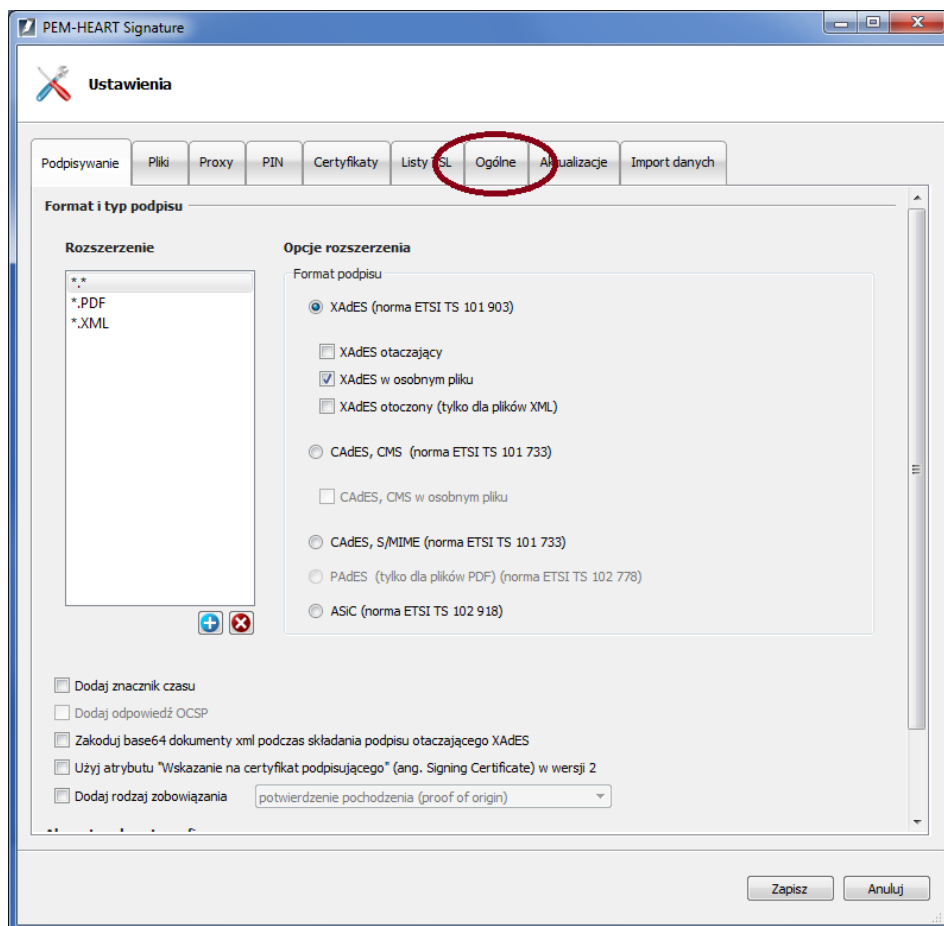 PEM-HEART Signature
Ustawienia
Podpisywanie Pliki Proxy PIN Certyfikaty Listy TSL Ogólne Aktualizacje Import danych
Format i typ podpisu
Rozszerzenie
*.*
*.PDF
*.XML
Opcje rozszerzenia
Format podpisu
XAdES (norma ETSI TS 101 903)
XAdES otaczający
XAdES w osobnym pliku
XAdES otoczony (tylko dla plików XML)
CAdES, CMS (norma ETSI TS 101 733)
CAdES, CMS w osobnym pliku
CAdES, S/MIME (norma ETSI TS 101 733)
PAdES (tylko dla plików PDF) (norma ETSI TS 102 778)
ASiC (norma ETSI TS 102 918)
Dodaj znacznik czasu
Dodaj odpowiedź OCSP
Zakoduj base64 dokumenty xml podczas składania podpisu otaczającego XAdES
Użyj atrybutu "Wskazanie na certyfikat podpisującego" (ang. Signing Certificate) w wersji 2
Dodaj rodzaj zobowiązania potwierdzenie pochodzenia (proof of origin)
Zapisz Anuluj